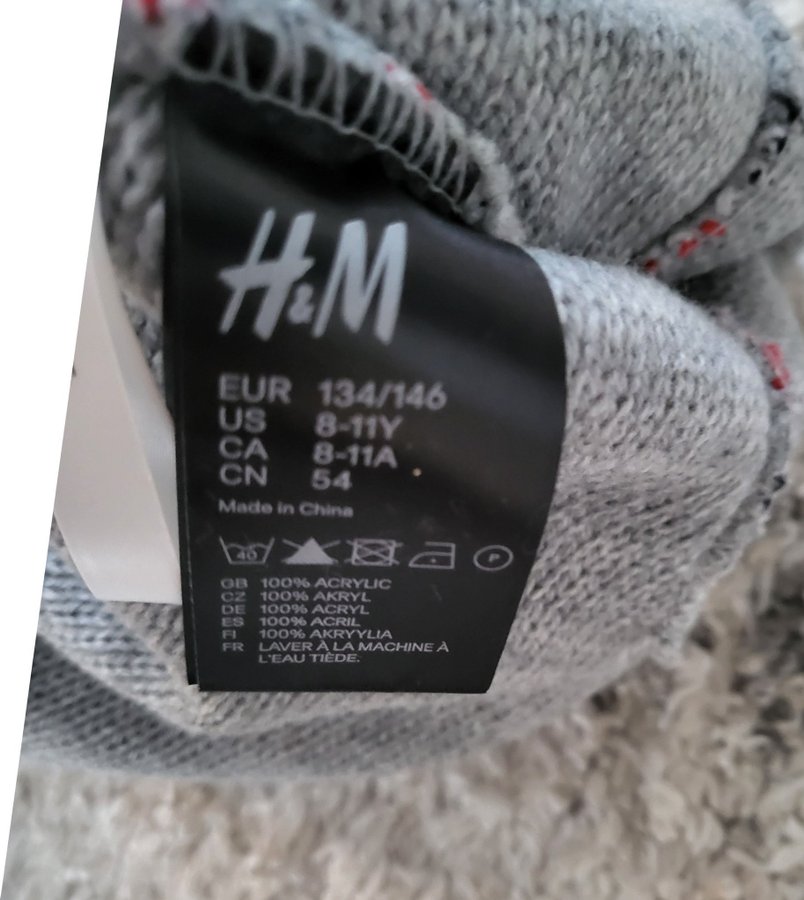 H&M
EUR 134/146
US 8-11Y
CA 8-11A
CN 54
Made in China
40 P
GB 100% ACRYLIC
CZ 100% AKRYL
DE 100% ACRYL
ES 100% ACRIL
FI 100% AKRYYLIA
FR LAVER À LA MACHINE À
L'EAU TIÈDE.